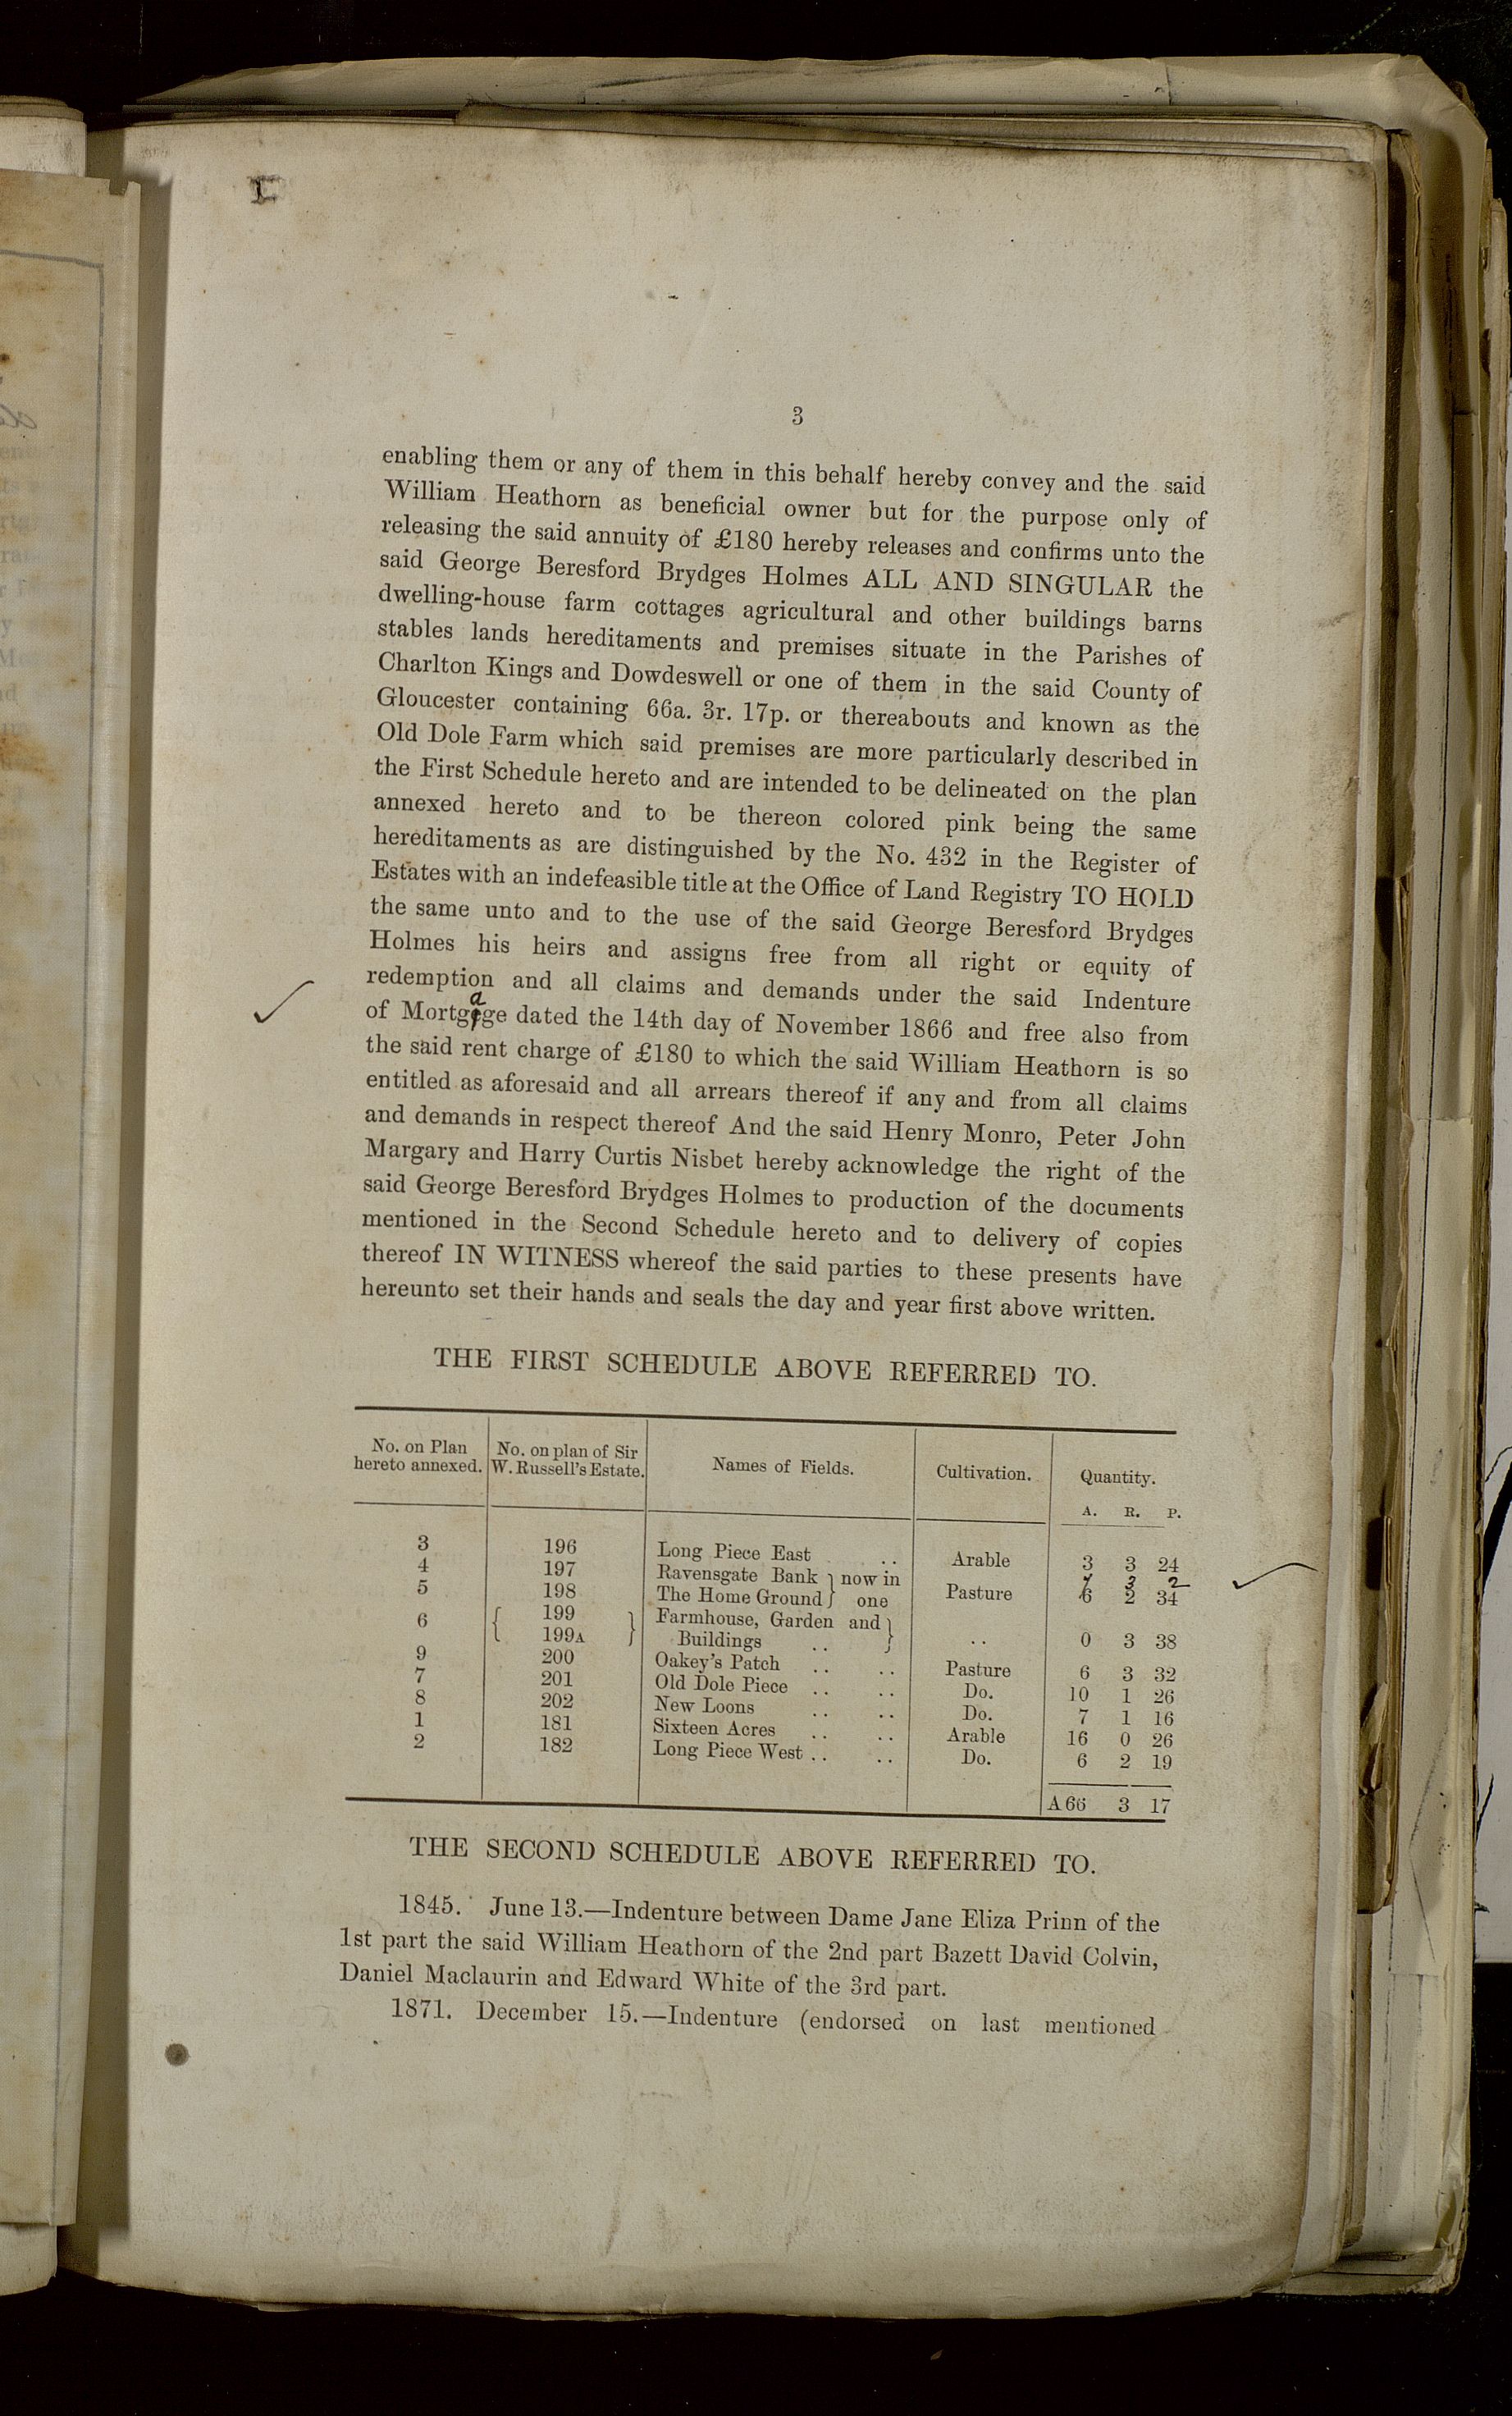 3
enabling them or any of them in this behalf hereby convey and the said
William Heathorn as beneficial owner but for the purpose only of
releasing the said annuity of £180 hereby releases and confirms unto the
said George Beresford Brydges Holmes ALL AND SINGULAR the
dwelling-house farm cottages agricultural and other buildings barns
stables lands hereditaments and premises situate in the Parishes of
Charlton Kings and Dowdeswell or one of them in the said County of
Gloucester containing 66a. 3r. 17p. or thereabouts and known as the
Old Dole Farm which said premises are more particularly described in
the First Schedule hereto and are intended to be delineated on the plan
annexed hereto and to be thereon colored pink being the same
hereditaments as are distinguished by the No. 432 in the Register of
Estates with an indefeasible title at the Office of Land Registry TO HOLD
the same unto and to the use of the said George Beresford Brydges
Holmes his heirs and assigns free from all right or equity of
redemption and all claims and demands under the said Indenture
of Mortgage dated the 14th day of November 1866 and free also from
the said rent charge of £180 to which the said William Heathorn is so
entitled as aforesaid and all arrears thereof if any and from all claims
and demands in respect thereof And the said Henry Monro, Peter John
Margary and Harry Curtis Nisbet hereby acknowledge the right of the
said George Beresford Brydges Holmes to production of the documents
mentioned in the Second Schedule hereto and to delivery of copies
thereof IN WITNESS whereof the said parties to these presents have
hereunto set their hands and seals the day and year first above written.
THE FIRST SCHEDULE ABOVE REFERRED TO.
No. on Plan hereto annexed. No. on plan of Sir W. Russell's Estate. Names of Fields. Cultivation. Quantity.
A. R. P.
3 196 Long Piece East .. Arable 3 3 24
4 197 Ravensgate Bank } now in 7 3 2
5 198 The Home Ground } one Pasture 6 2 34
6 { 199 } Farmhouse, Garden and }
199A Buildings .. .. 0 3 38
9 200 Oakey's Patch .. .. Pasture 6 3 32
7 201 Old Dole Piece .. .. Do. 10 1 26
8 202 New Loons .. .. Do. 7 1 16
1 181 Sixteen Acres .. .. Arable 16 0 26
2 182 Long Piece West .. .. Do. 6 2 19
A 66 3 17
THE SECOND SCHEDULE ABOVE REFERRED TO.
1845. June 13.—Indenture between Dame Jane Eliza Prinn of the
1st part the said William Heathorn of the 2nd part Bazett David Colvin,
Daniel Maclaurin and Edward White of the 3rd part.
1871. December 15.—Indenture (endorsed on last mentioned